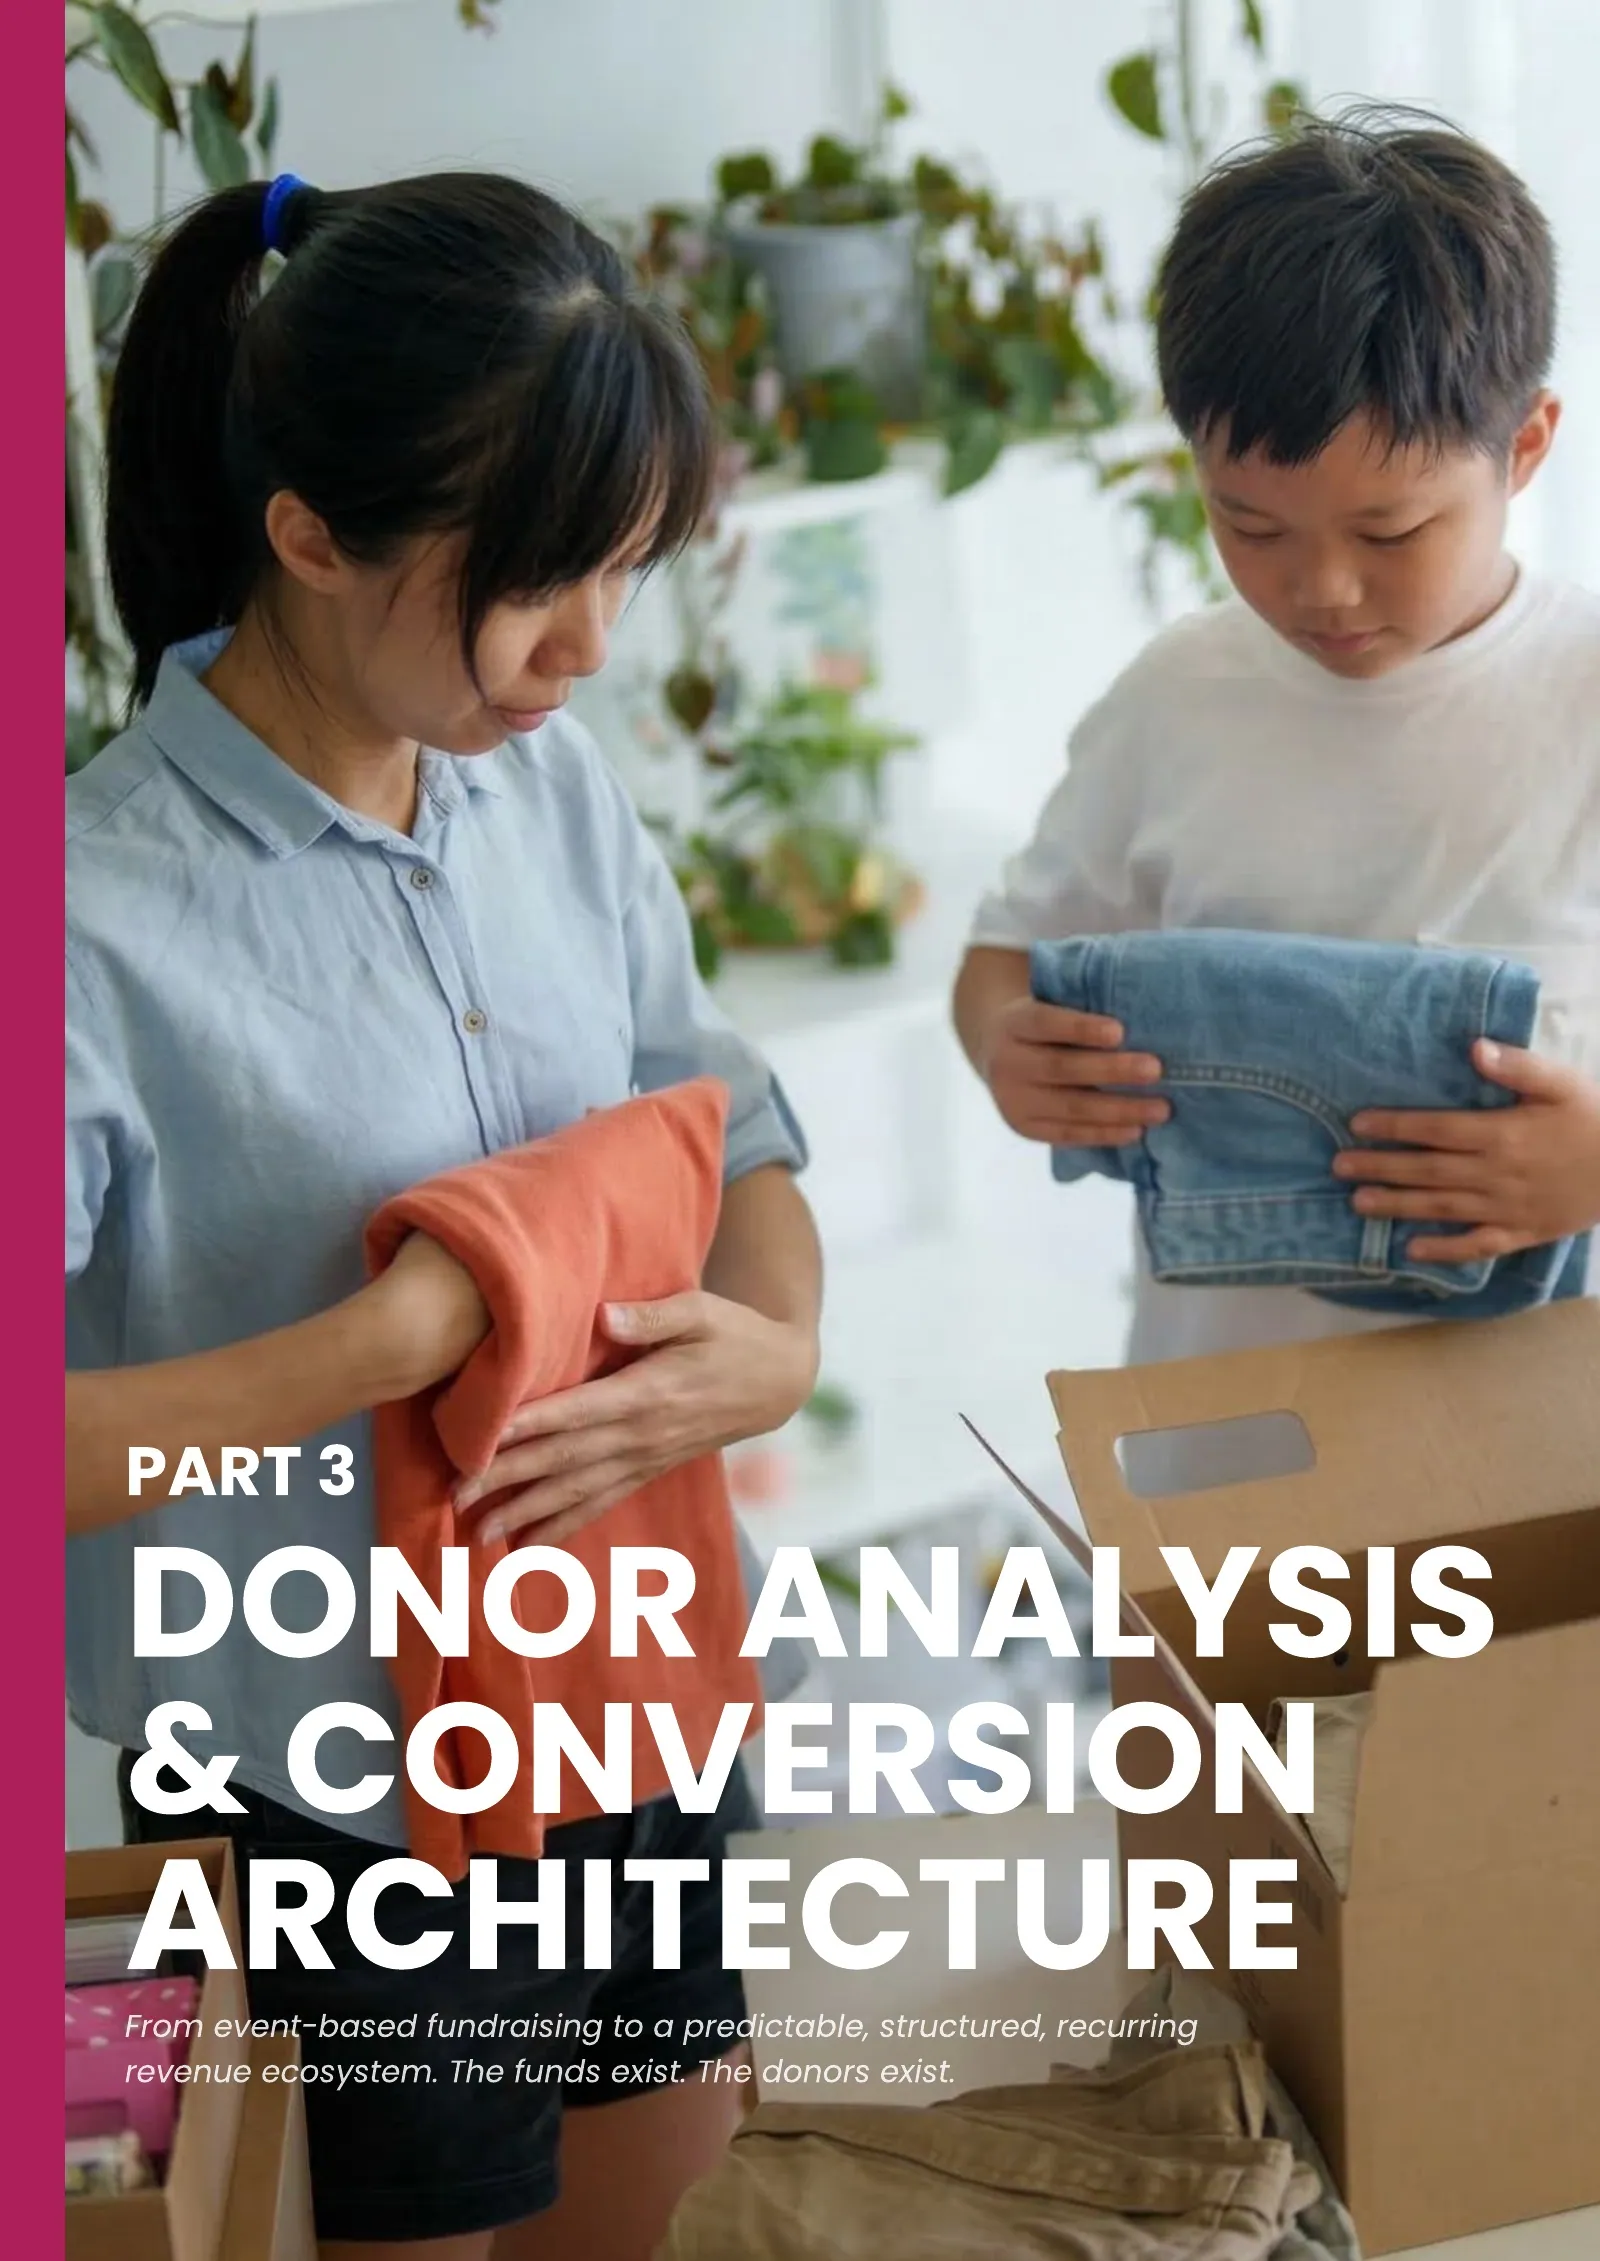 PART 3
DONOR ANALYSIS
& CONVERSION
ARCHITECTURE
From event-based fundraising to a predictable, structured, recurring
revenue ecosystem. The funds exist. The donors exist.